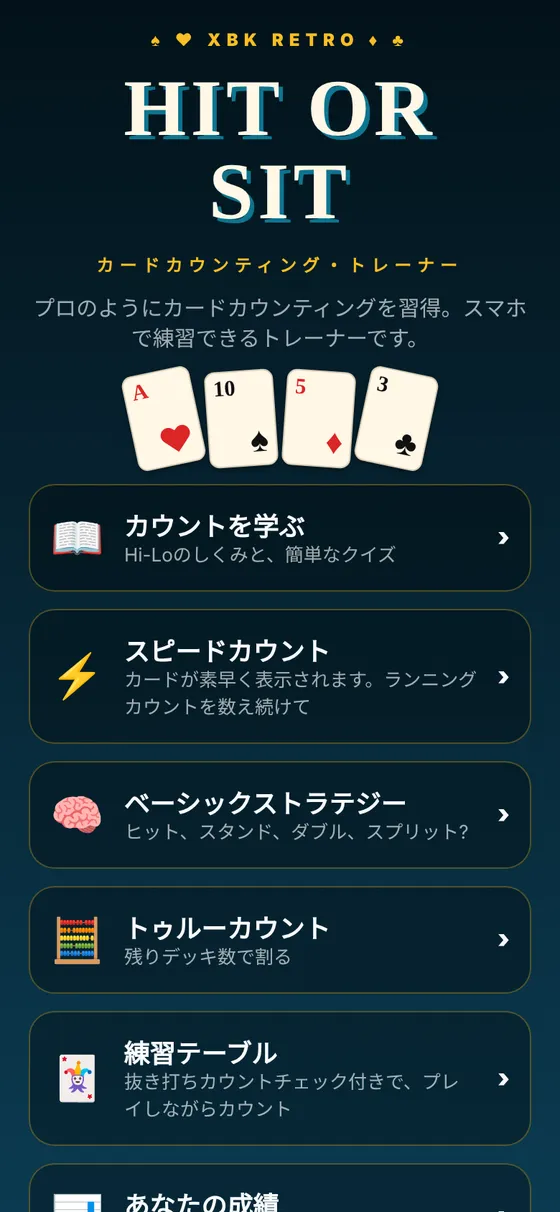 ♠ ♥ XBK RETRO ♦ ♣
HIT OR
SIT
カードカウンティング・トレーナー
プロのようにカードカウンティングを習得。スマホ
で練習できるトレーナーです。
A 10 5 3
カウントを学ぶ
Hi-Loのしくみと、簡単なクイズ
スピードカウント
カードが素早く表示されます。ランニング
カウントを数え続けて
ベーシックストラテジー
ヒット、スタンド、ダブル、スプリット?
トゥルーカウント
残りデッキ数で割る
練習テーブル
抜き打ちカウントチェック付きで、プレ
イしながらカウント
あなたの成績